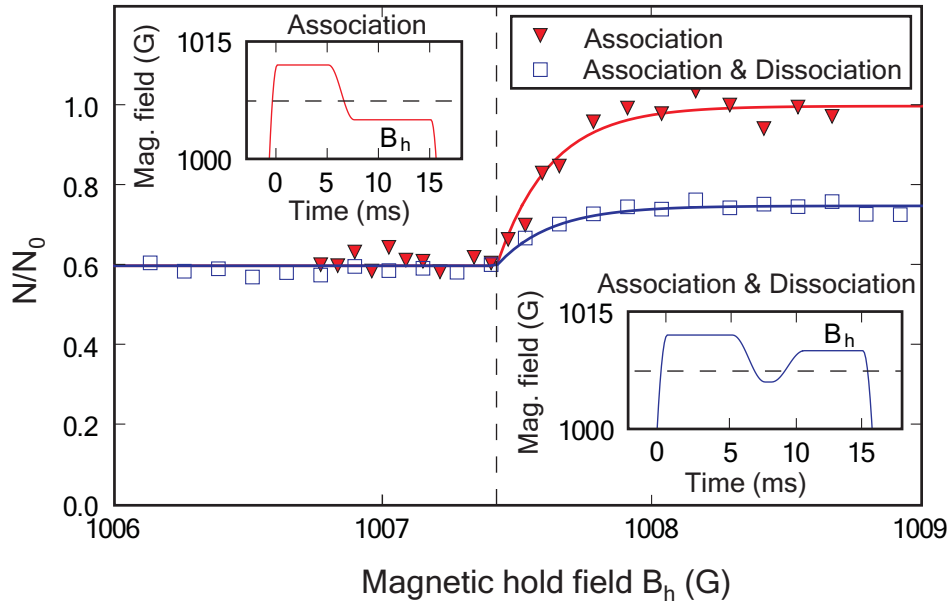 Association
Mag. field (G)
1015
1000
B_h
0 5 10 15
Time (ms)
Association
Association & Dissociation
N/N_0
1.0
0.8
0.6
0.4
0.2
0.0
Association & Dissociation
Mag. field (G)
1015
1000
B_h
0 5 10 15
Time (ms)
1006 1007 1008 1009
Magnetic hold field B_h (G)